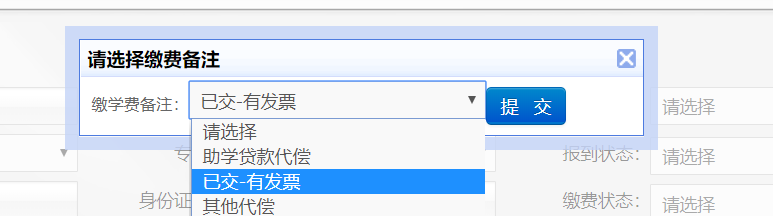 请选择缴费备注
缴学费备注: 已交-有发票 提 交
请选择
请选择
助学贷款代偿
专
报到状态: 请选择
已交-有发票
身份证
缴费状态: 请选择
其他代偿